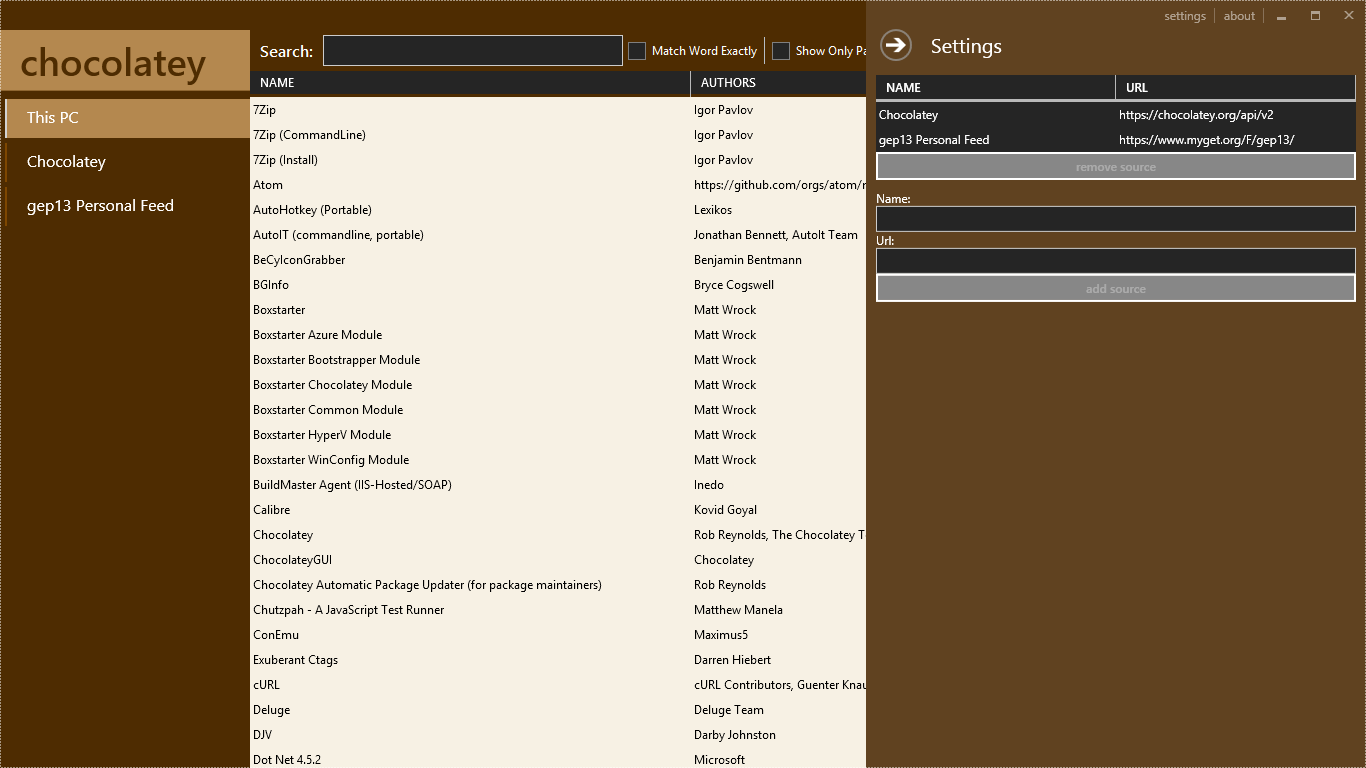 settings about
chocolatey
This PC
Chocolatey
gep13 Personal Feed
Search: Match Word Exactly Show Only Pa
NAME AUTHORS
7Zip Igor Pavlov
7Zip (CommandLine) Igor Pavlov
7Zip (Install) Igor Pavlov
Atom https://github.com/orgs/atom/
AutoHotkey (Portable) Lexikos
AutoIT (commandline, portable) Jonathan Bennett, AutoIt Team
BeCyIconGrabber Benjamin Bentmann
BGInfo Bryce Cogswell
Boxstarter Matt Wrock
Boxstarter Azure Module Matt Wrock
Boxstarter Bootstrapper Module Matt Wrock
Boxstarter Chocolatey Module Matt Wrock
Boxstarter Common Module Matt Wrock
Boxstarter HyperV Module Matt Wrock
Boxstarter WinConfig Module Matt Wrock
BuildMaster Agent (IIS-Hosted/SOAP) Inedo
Calibre Kovid Goyal
Chocolatey Rob Reynolds, The Chocolatey T
ChocolateyGUI Chocolatey
Chocolatey Automatic Package Updater (for package maintainers) Rob Reynolds
Chutzpah - A JavaScript Test Runner Matthew Manela
ConEmu Maximus5
Exuberant Ctags Darren Hiebert
cURL cURL Contributors, Guenter Knau
Deluge Deluge Team
DJV Darby Johnston
Dot Net 4.5.2 Microsoft
Settings
NAME URL
Chocolatey https://chocolatey.org/api/v2
gep13 Personal Feed https://www.myget.org/F/gep13/
remove source
Name:
Url:
add source